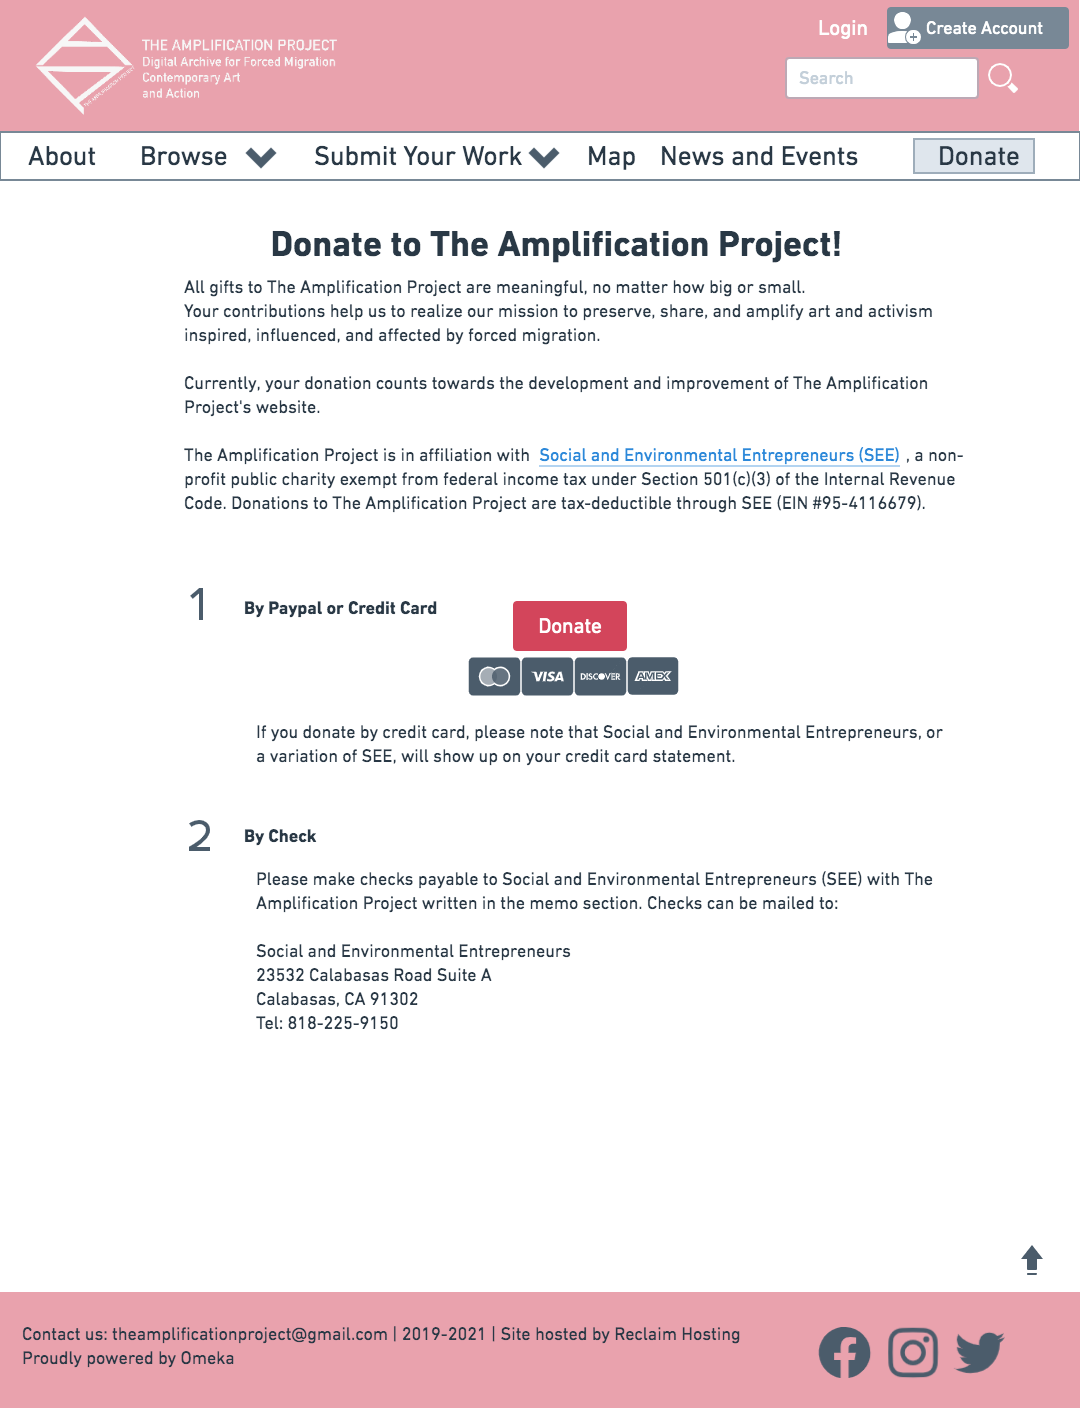 THE AMPLIFICATION PROJECT
Digital Archive for Forced Migration
Contemporary Art
and Action
THE AMPLIFICATION PROJECT
Login
Create Account
Search
About
Browse
Submit Your Work
Map
News and Events
Donate
Donate to The Amplification Project!
All gifts to The Amplification Project are meaningful, no matter how big or small.
Your contributions help us to realize our mission to preserve, share, and amplify art and activism
inspired, influenced, and affected by forced migration.
Currently, your donation counts towards the development and improvement of The Amplification
Project's website.
The Amplification Project is in affiliation with Social and Environmental Entrepreneurs (SEE) , a non-
profit public charity exempt from federal income tax under Section 501(c)(3) of the Internal Revenue
Code. Donations to The Amplification Project are tax-deductible through SEE (EIN #95-4116679).
1
By Paypal or Credit Card
Donate
VISA
DISCOVER
AMEX
If you donate by credit card, please note that Social and Environmental Entrepreneurs, or
a variation of SEE, will show up on your credit card statement.
2
By Check
Please make checks payable to Social and Environmental Entrepreneurs (SEE) with The
Amplification Project written in the memo section. Checks can be mailed to:
Social and Environmental Entrepreneurs
23532 Calabasas Road Suite A
Calabasas, CA 91302
Tel: 818-225-9150
Contact us: theamplificationproject@gmail.com | 2019-2021 | Site hosted by Reclaim Hosting
Proudly powered by Omeka